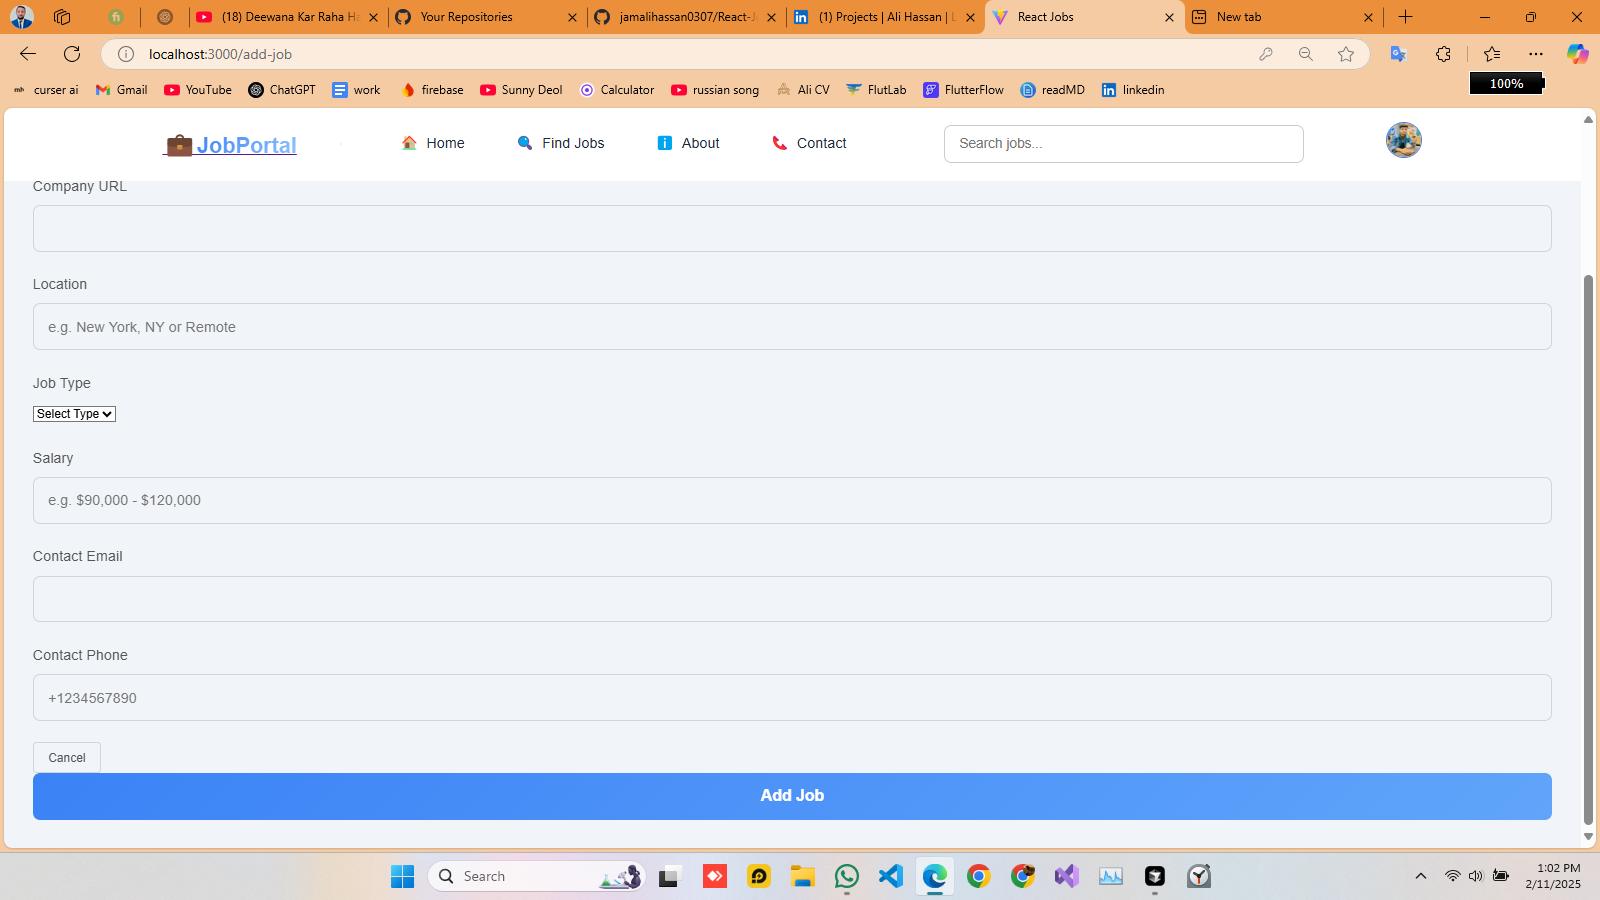 (18) Deewana Kar Raha Ha
Your Repositories
jamalihassan0307/React-Jo
(1) Projects | Ali Hassan | L
React Jobs
New tab
localhost:3000/add-job
curser ai
Gmail
YouTube
ChatGPT
work
firebase
Sunny Deol
Calculator
russian song
Ali CV
FlutLab
FlutterFlow
readMD
linkedin
100%
JobPortal
Home
Find Jobs
About
Contact
Search jobs...
Company URL
Location
e.g. New York, NY or Remote
Job Type
Select Type
Salary
e.g. $90,000 - $120,000
Contact Email
Contact Phone
+1234567890
Cancel
Add Job
Search
1:02 PM
2/11/2025